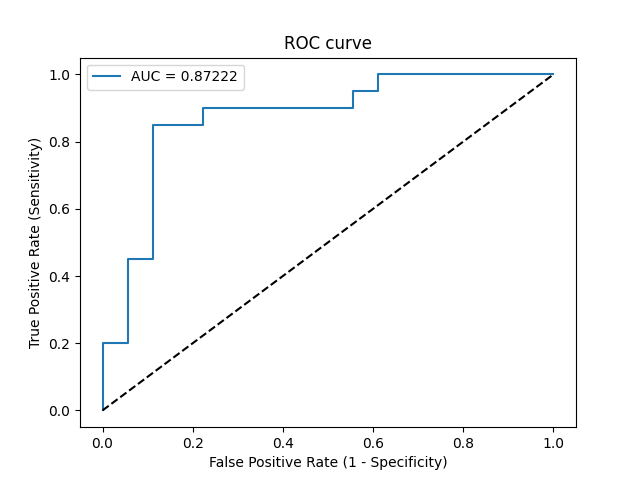 ROC curve
AUC = 0.87222
True Positive Rate (Sensitivity)
1.0
0.8
0.6
0.4
0.2
0.0
0.0 0.2 0.4 0.6 0.8 1.0
False Positive Rate (1 - Specificity)